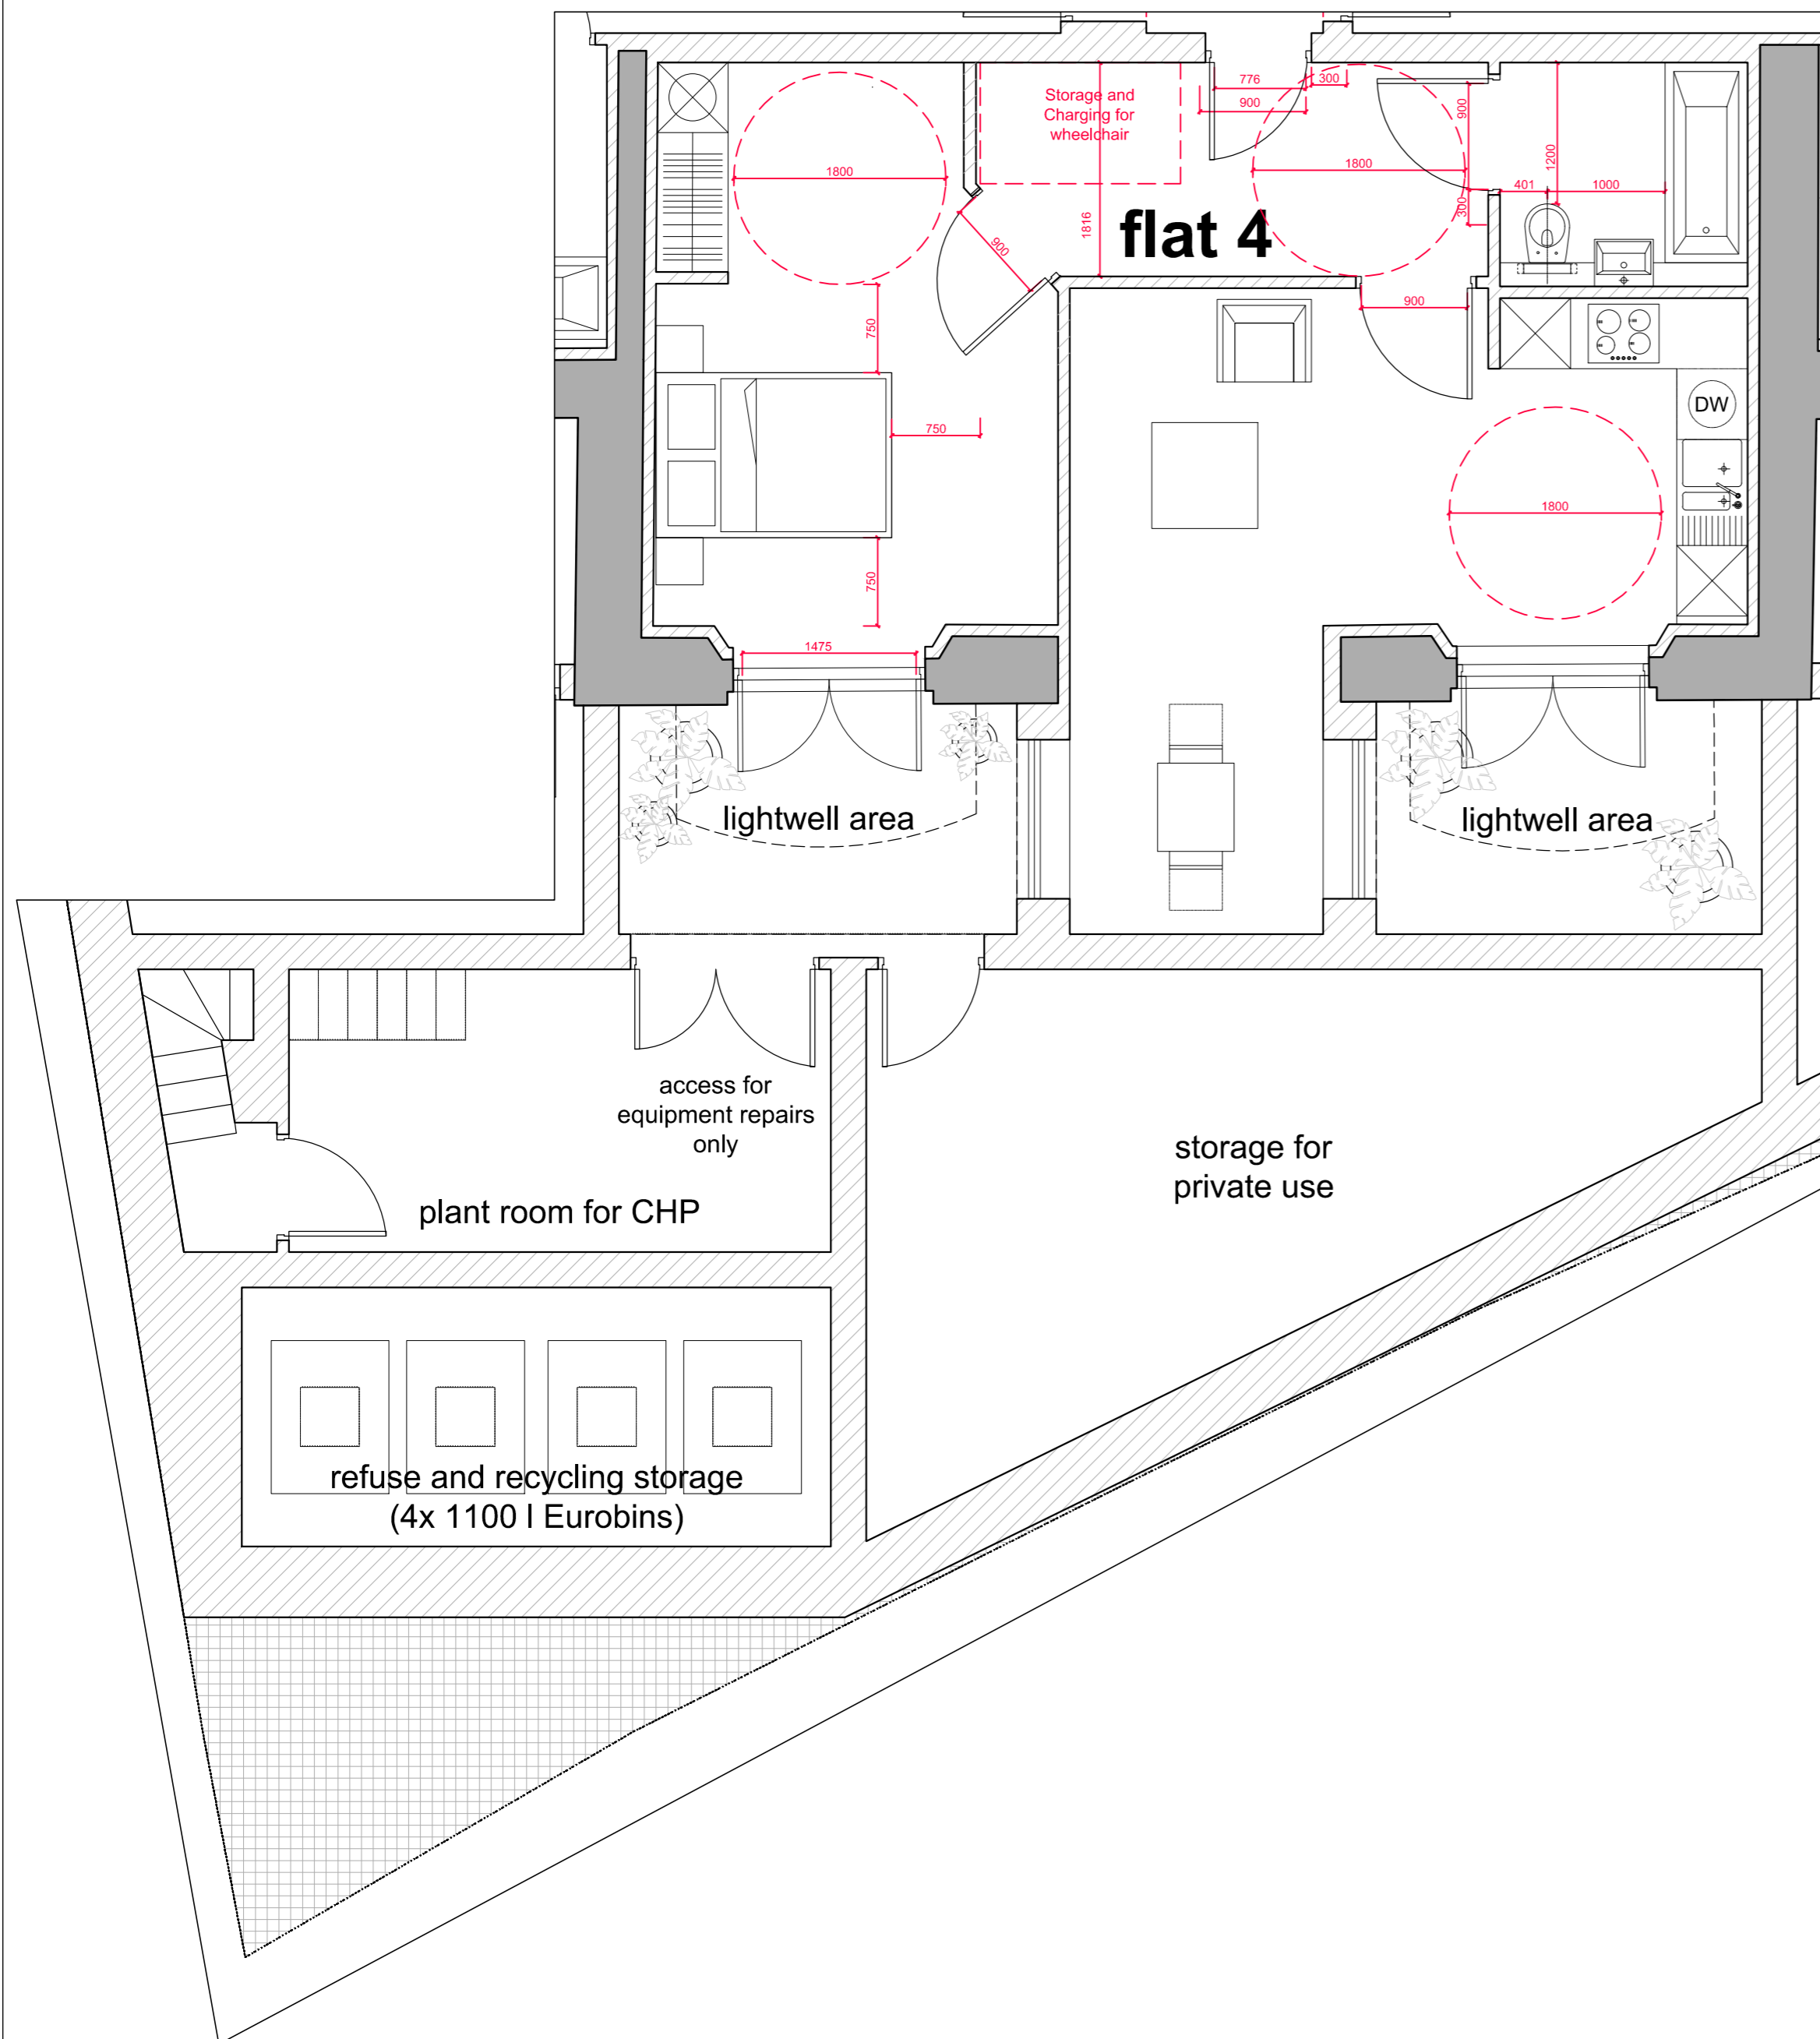 776
300
900
Storage and
Charging for
wheelchair
900
1200
1800
1800
401
1000
1816
flat 4
300
900
900
750
DW
750
1800
750
1475
lightwell area
lightwell area
access for
equipment repairs
only
plant room for CHP
storage for
private use
refuse and recycling storage
(4x 1100 l Eurobins)